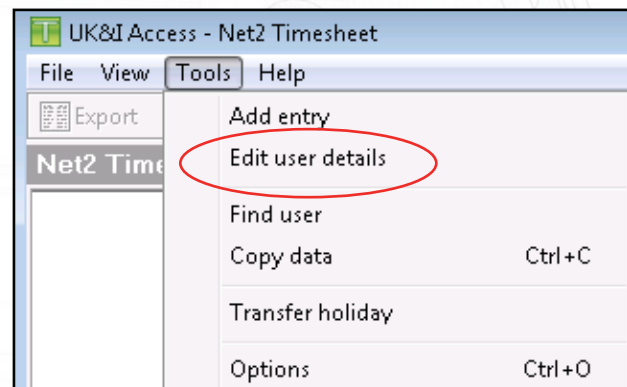 UK&I Access - Net2 Timesheet
File View Tools Help
Export
Add entry
Net2 Time
Edit user details
Find user
Copy data Ctrl+C
Transfer holiday
Options Ctrl+O